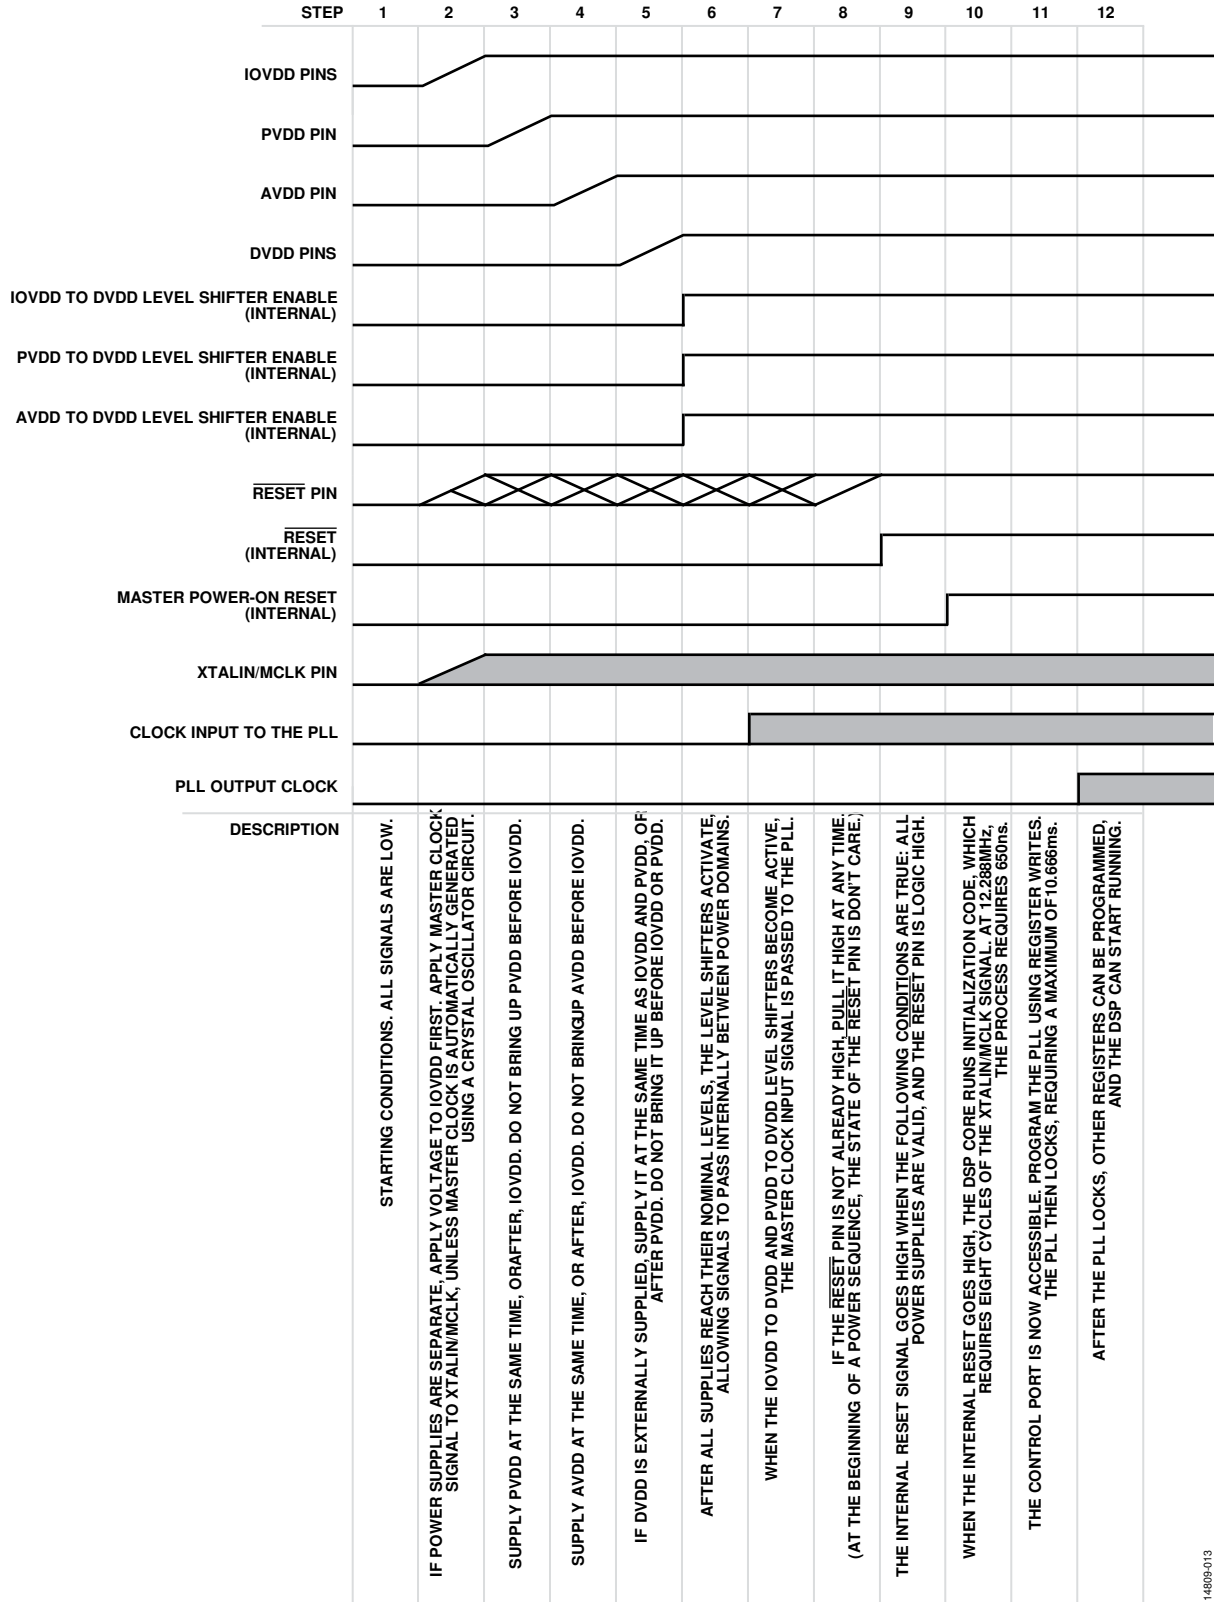 STEP 1 2 3 4 5 6 7 8 9 10 11 12
IOVDD PINS
PVDD PIN
AVDD PIN
DVDD PINS
IOVDD TO DVDD LEVEL SHIFTER ENABLE
(INTERNAL)
PVDD TO DVDD LEVEL SHIFTER ENABLE
(INTERNAL)
AVDD TO DVDD LEVEL SHIFTER ENABLE
(INTERNAL)
RESET PIN
RESET
(INTERNAL)
MASTER POWER-ON RESET
(INTERNAL)
XTALIN/MCLK PIN
CLOCK INPUT TO THE PLL
PLL OUTPUT CLOCK
DESCRIPTION
STARTING CONDITIONS. ALL SIGNALS ARE LOW.
IF POWER SUPPLIES ARE SEPARATE, APPLY VOLTAGE TO IOVDD FIRST. APPLY MASTER CLOCK
SIGNAL TO XTALIN/MCLK, UNLESS MASTER CLOCK IS AUTOMATICALLY GENERATED
USING A CRYSTAL OSCILLATOR CIRCUIT.
SUPPLY PVDD AT THE SAME TIME, ORAFTER, IOVDD. DO NOT BRING UP PVDD BEFORE IOVDD.
SUPPLY AVDD AT THE SAME TIME, OR AFTER, IOVDD. DO NOT BRINGUP AVDD BEFORE IOVDD.
IF DVDD IS EXTERNALLY SUPPLIED, SUPPLY IT AT THE SAME TIME AS IOVDD AND PVDD, OR
AFTER PVDD. DO NOT BRING IT UP BEFORE IOVDD OR PVDD.
AFTER ALL SUPPLIES REACH THEIR NOMINAL LEVELS, THE LEVEL SHIFTERS ACTIVATE,
ALLOWING SIGNALS TO PASS INTERNALLY BETWEEN POWER DOMAINS.
WHEN THE IOVDD TO DVDD AND PVDD TO DVDD LEVEL SHIFTERS BECOME ACTIVE,
THE MASTER CLOCK INPUT SIGNAL IS PASSED TO THE PLL.
IF THE RESET PIN IS NOT ALREADY HIGH, PULL IT HIGH AT ANY TIME.
(AT THE BEGINNING OF A POWER SEQUENCE, THE STATE OF THE RESET PIN IS DON'T CARE.)
THE INTERNAL RESET SIGNAL GOES HIGH WHEN THE FOLLOWING CONDITIONS ARE TRUE: ALL
POWER SUPPLIES ARE VALID, AND THE RESET PIN IS LOGIC HIGH.
WHEN THE INTERNAL RESET GOES HIGH, THE DSP CORE RUNS INITIALIZATION CODE, WHICH
REQUIRES EIGHT CYCLES OF THE XTALIN/MCLK SIGNAL. AT 12.288MHz,
THE PROCESS REQUIRES 650ns.
THE CONTROL PORT IS NOW ACCESSIBLE. PROGRAM THE PLL USING REGISTER WRITES.
THE PLL THEN LOCKS, REQUIRING A MAXIMUM OF10.666ms.
AFTER THE PLL LOCKS, OTHER REGISTERS CAN BE PROGRAMMED,
AND THE DSP CAN START RUNNING.
14809-013